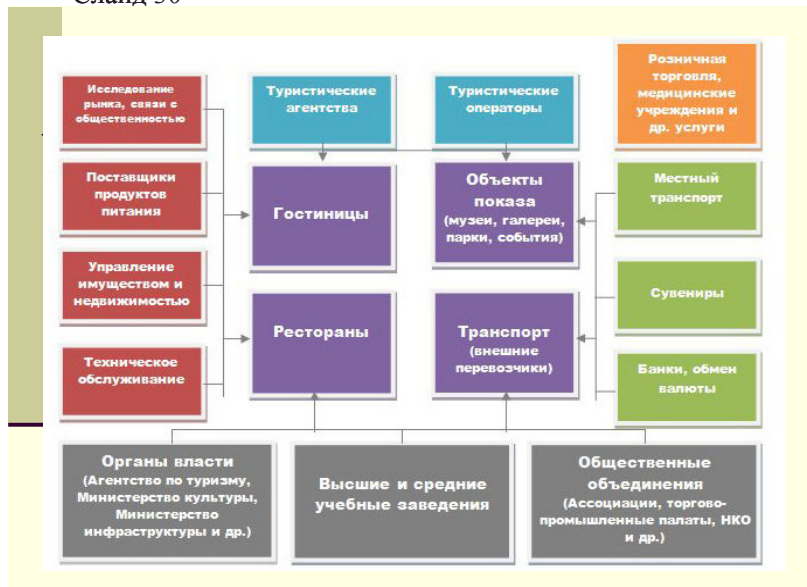 Слайд 30
Исследование
рынка, связи с
общественностью
Туристические
агентства
Туристические
операторы
Розничная
торговля,
медицинские
учреждения и
др. услуги
Поставщики
продуктов
питания
Гостиницы
Объекты
показа
(музеи, галереи,
парки, события)
Местный
транспорт
Управление
имуществом и
недвижимостью
Рестораны
Транспорт
(внешние
перевозчики)
Сувениры
Техническое
обслуживание
Банки, обмен
валюты
Органы власти
(Агентство по туризму,
Министерство культуры,
Министерство
инфраструктуры и др.)
Высшие и средние
учебные заведения
Общественные
объединения
(Ассоциации, торгово-
промышленные палаты, НКО
и др.)